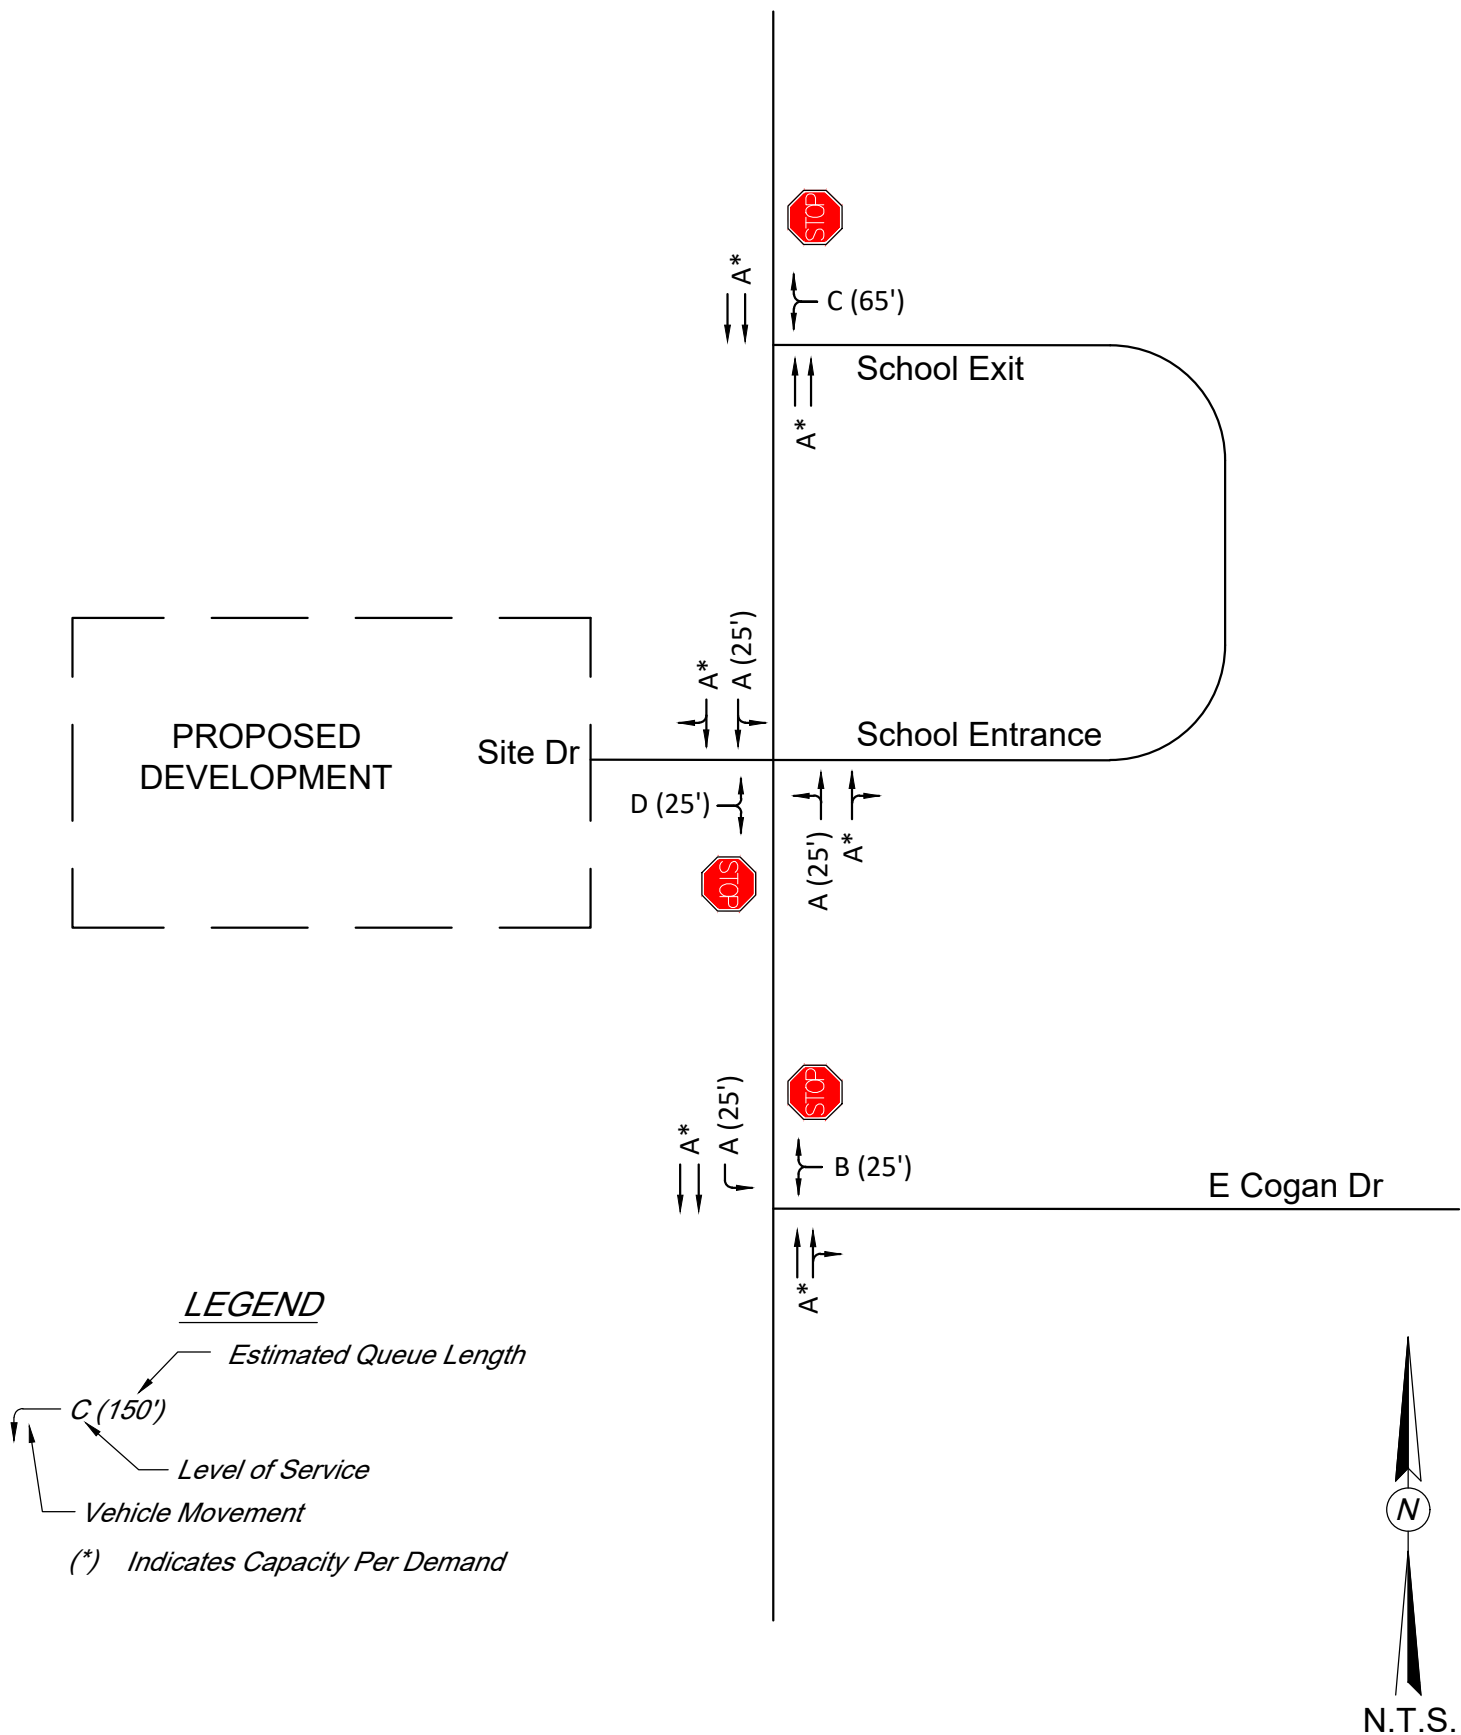 STOP
A*
C (65')
School Exit
A*
A*
A (25')
PROPOSED
DEVELOPMENT
Site Dr
School Entrance
D (25')
A (25')
A*
STOP
STOP
A*
A (25')
B (25')
E Cogan Dr
A*
LEGEND
Estimated Queue Length
C (150')
Level of Service
Vehicle Movement
(*) Indicates Capacity Per Demand
N
N.T.S.